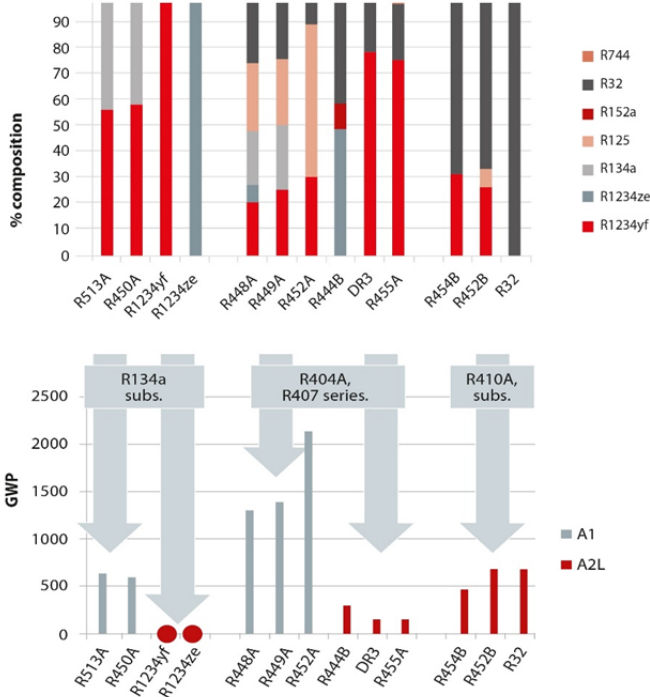 % composition
90
80
70
60
50
40
30
20
10
0
R513A
R450A
R1234yf
R1234ze
R448A
R449A
R452A
R444B
DR3
R455A
R454B
R452B
R32
R744
R32
R152a
R125
R134a
R1234ze
R1234yf
R134a
subs.
R404A,
R407 series.
R410A,
subs.
GWP
2500
2000
1500
1000
500
0
R513A
R450A
R1234yf
R1234ze
R448A
R449A
R452A
R444B
DR3
R455A
R454B
R452B
R32
A1
A2L